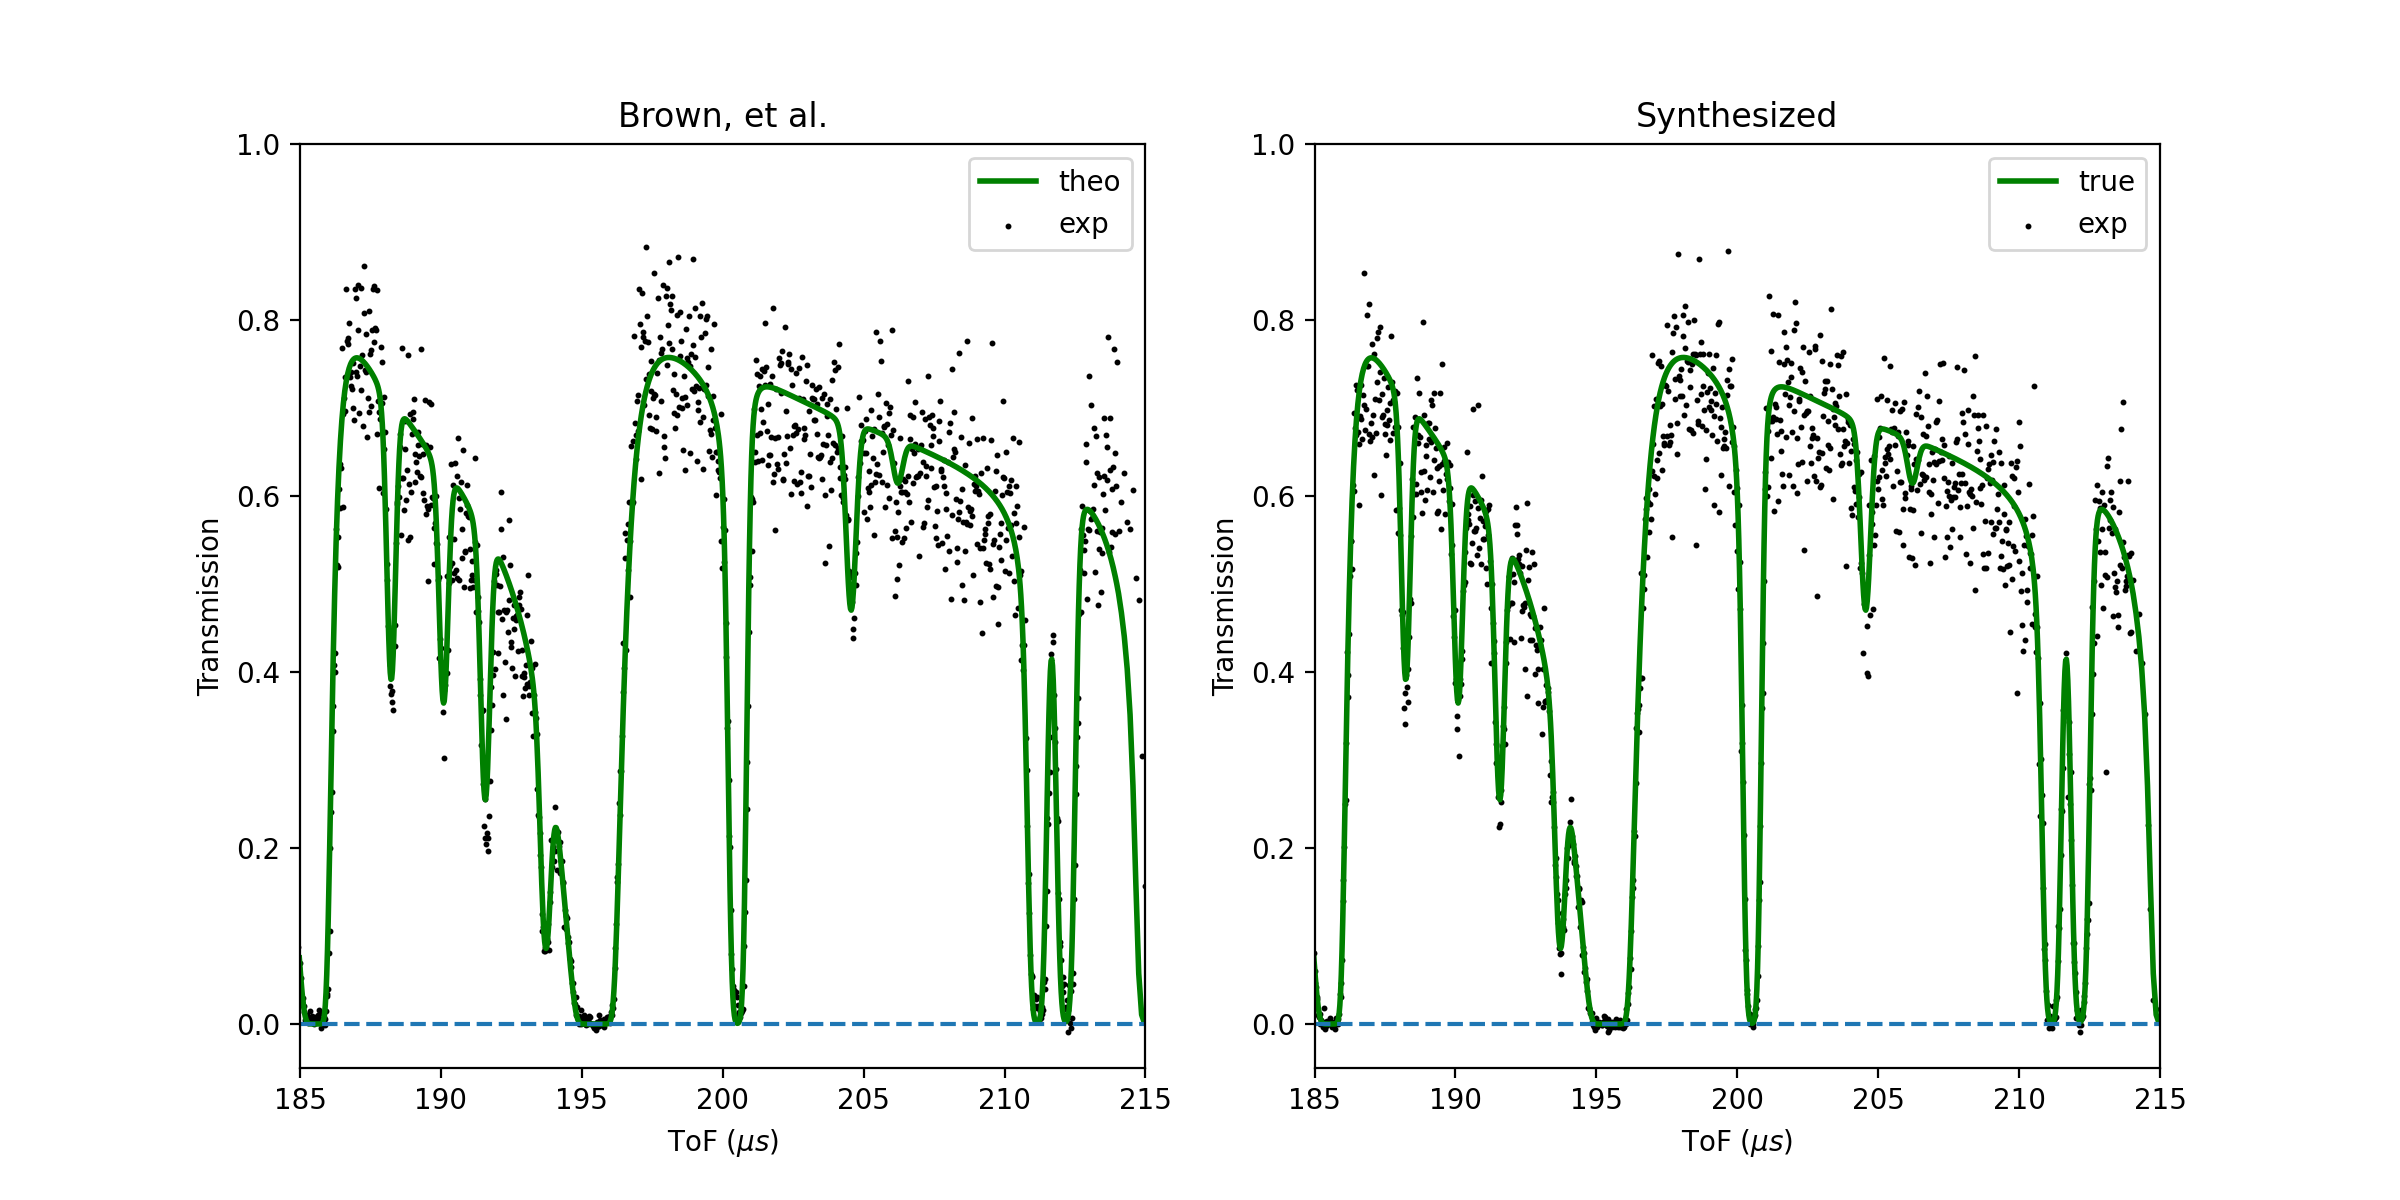 Brown, et al.
1.0
0.8
0.6
0.4
0.2
0.0
Transmission
theo
exp
185
190
195
200
205
210
215
ToF (μs)
Synthesized
1.0
0.8
0.6
0.4
0.2
0.0
Transmission
true
exp
185
190
195
200
205
210
215
ToF (μs)